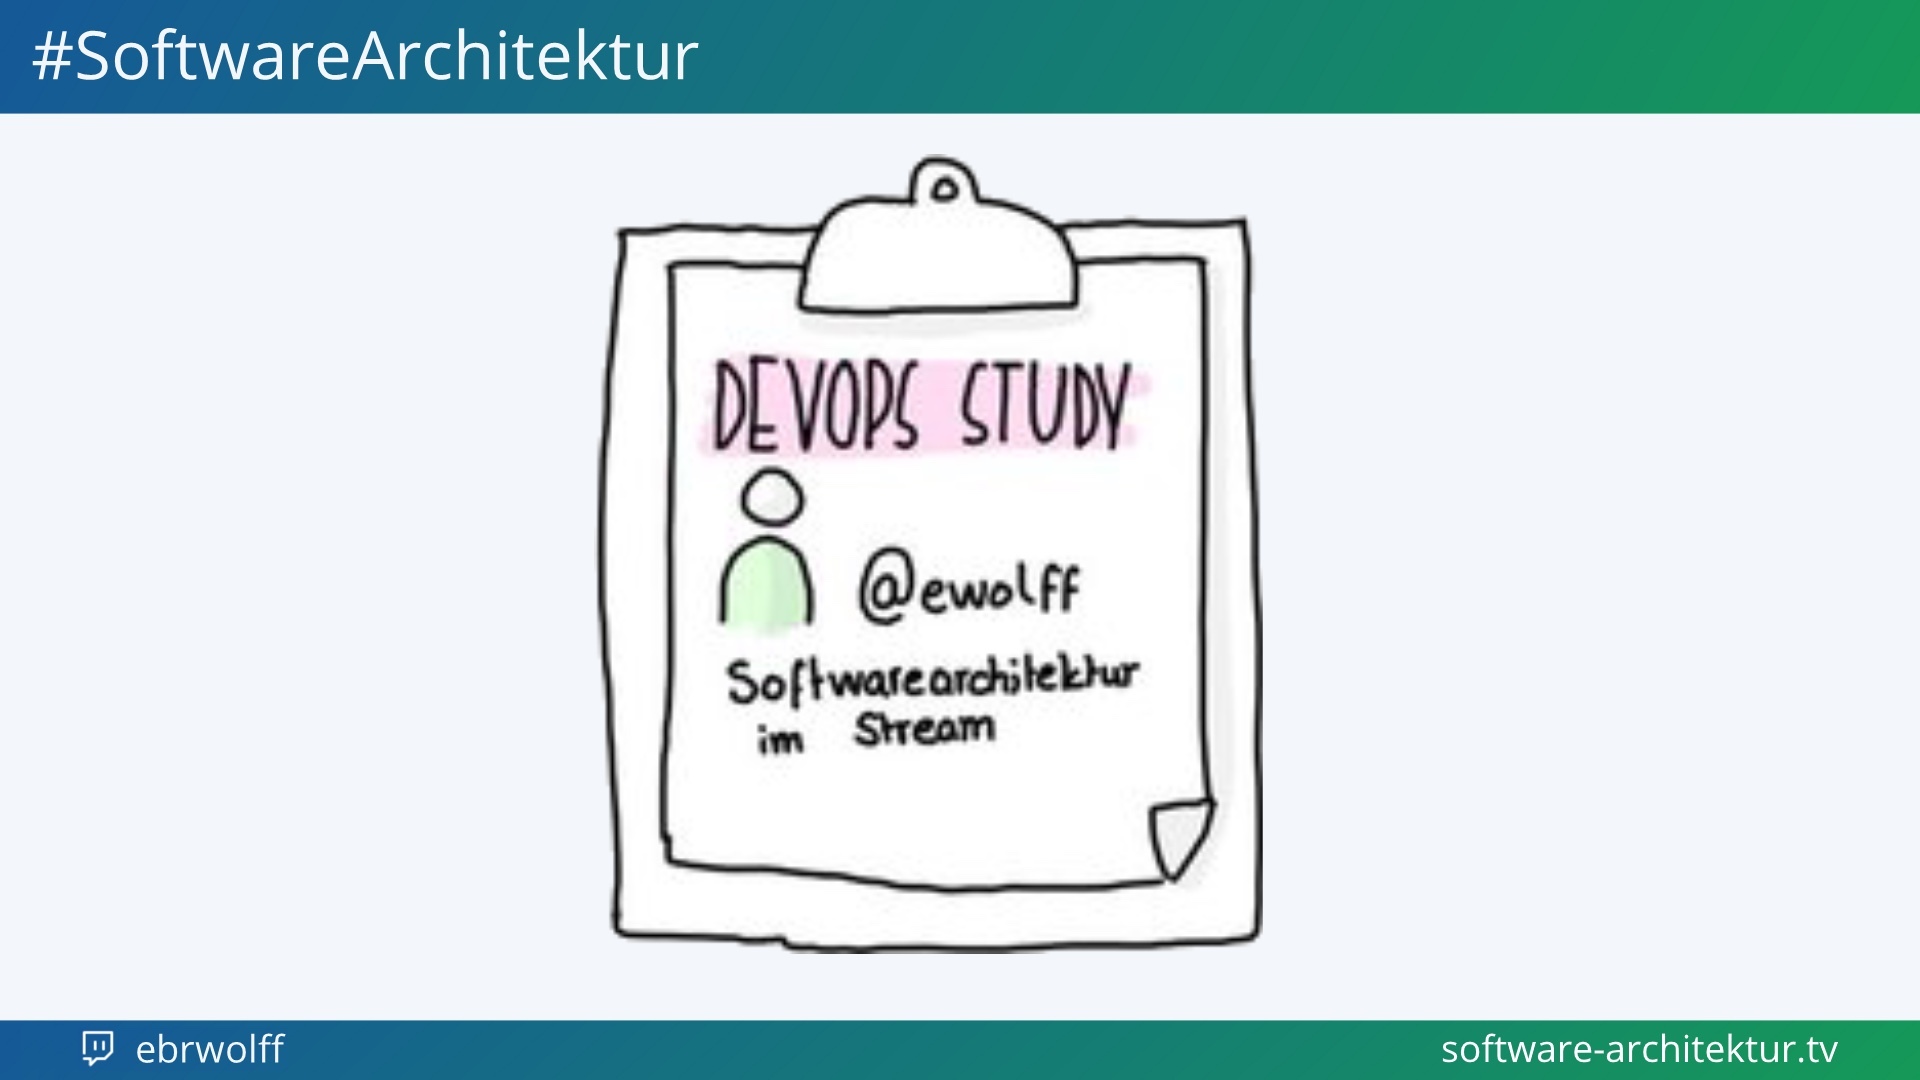 #SoftwareArchitektur
DEVOPS STUDY
@ewolff
Softwarearchitektur
im Stream
ebrwolff
software-architektur.tv